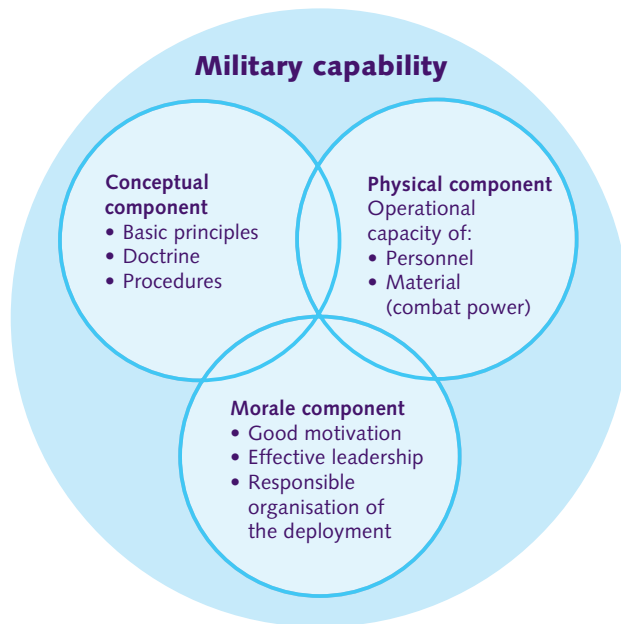 Military capability
Conceptual
component
• Basic principles
• Doctrine
• Procedures
Physical component
Operational
capacity of:
• Personnel
• Material
(combat power)
Morale component
• Good motivation
• Effective leadership
• Responsible
organisation of
the deployment